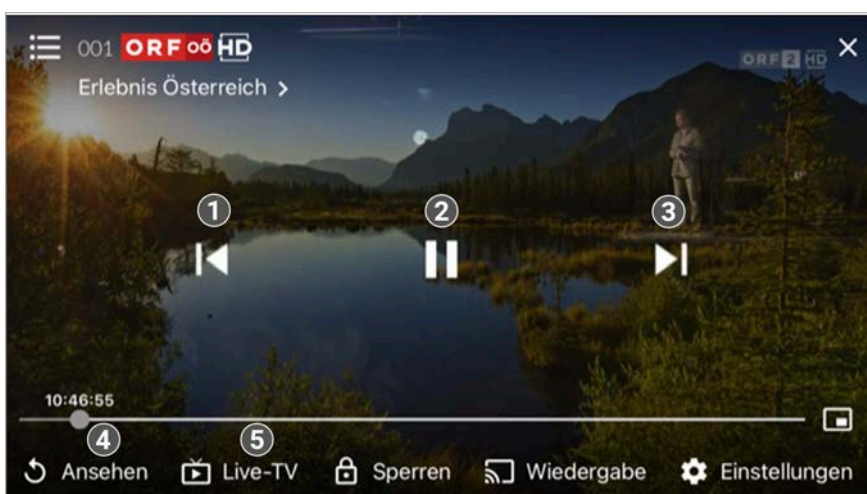 001 ORF oö HD
ORF 2 HD
Erlebnis Österreich >
1
2
3
10:46:55
4
5
Ansehen
Live-TV
Sperren
Wiedergabe
Einstellungen